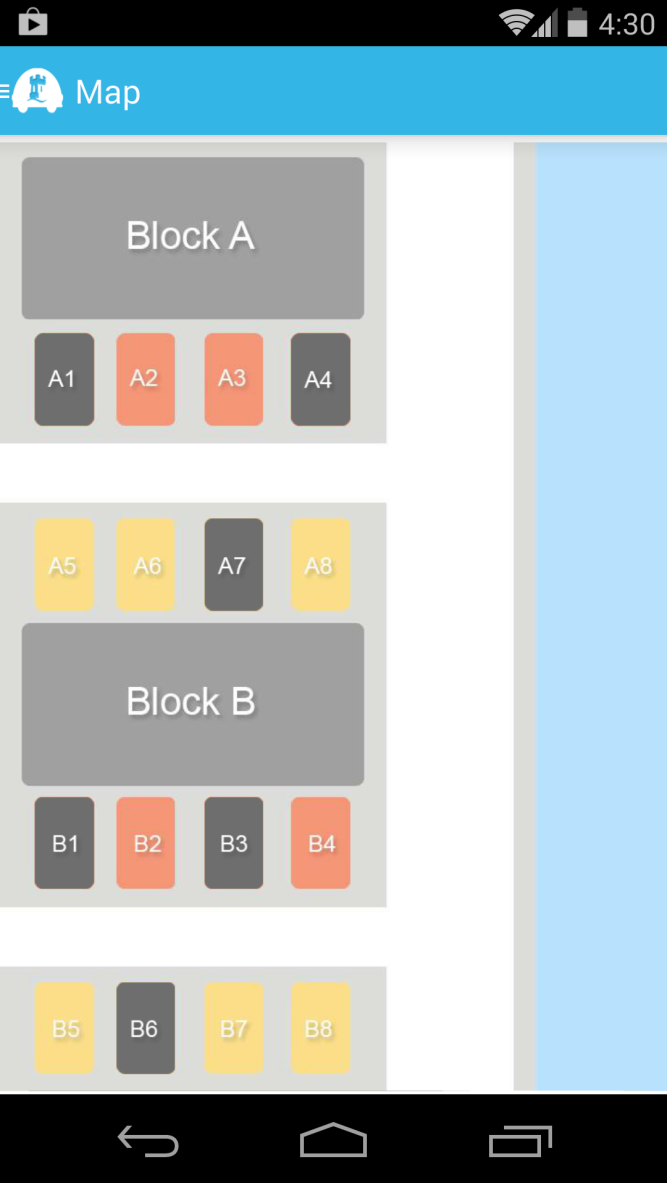 4:30
Map
Block A
A1 A2 A3 A4
A5 A6 A7 A8
Block B
B1 B2 B3 B4
B5 B6 B7 B8